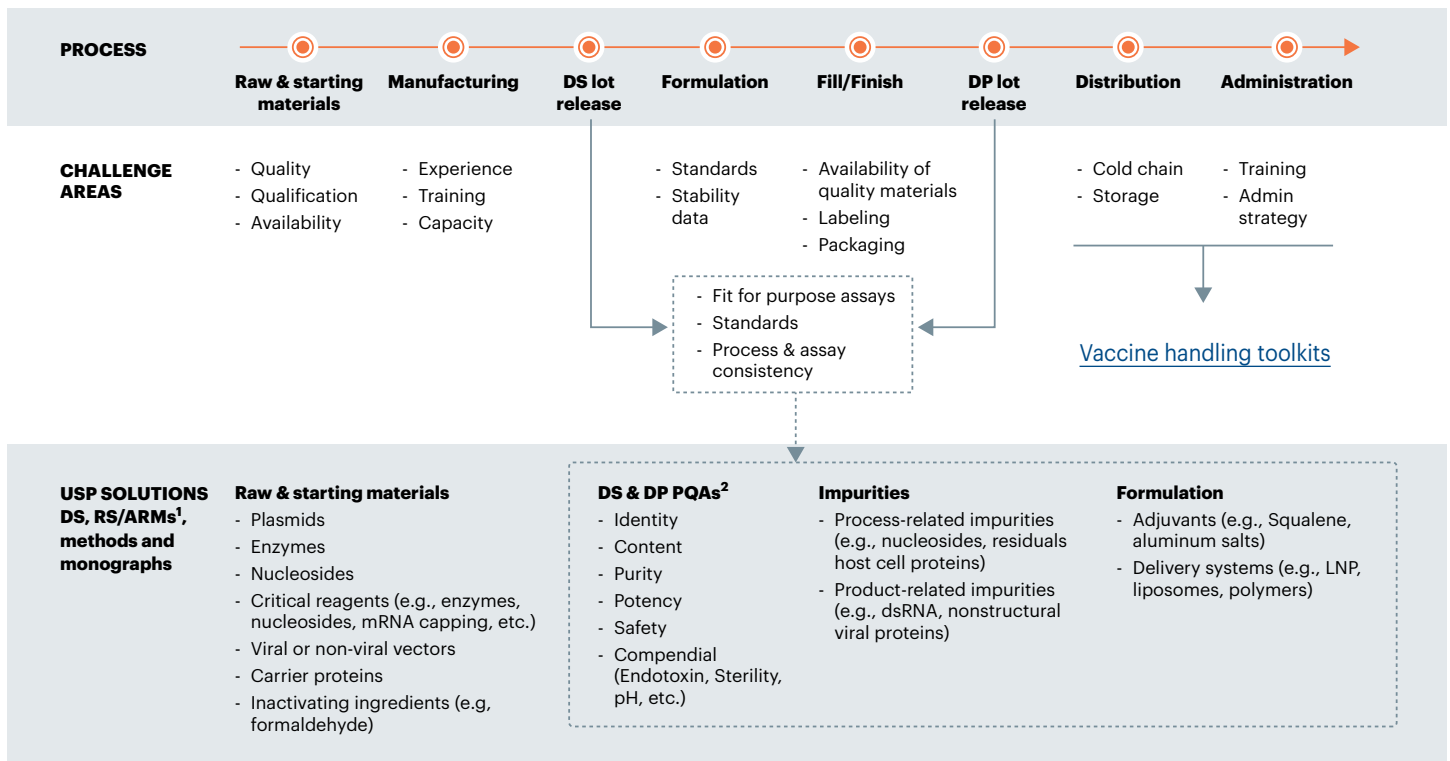 PROCESS
Raw & starting
materials
Manufacturing
DS lot
release
Formulation
Fill/Finish
DP lot
release
Distribution
Administration
CHALLENGE
AREAS
- Quality
- Qualification
- Availability
- Experience
- Training
- Capacity
- Standards
- Stability
data
- Availability of
quality materials
- Labeling
- Packaging
- Cold chain
- Storage
- Training
- Admin
strategy
- Fit for purpose assays
- Standards
- Process & assay
consistency
Vaccine handling toolkits
USP SOLUTIONS
DS, RS/ARMs¹,
methods and
monographs
Raw & starting materials
- Plasmids
- Enzymes
- Nucleosides
- Critical reagents (e.g., enzymes,
nucleosides, mRNA capping, etc.)
- Viral or non-viral vectors
- Carrier proteins
- Inactivating ingredients (e.g,
formaldehyde)
DS & DP PQAs²
- Identity
- Content
- Purity
- Potency
- Safety
- Compendial
(Endotoxin, Sterility,
pH, etc.)
Impurities
- Process-related impurities
(e.g., nucleosides, residuals
host cell proteins)
- Product-related impurities
(e.g., dsRNA, nonstructural
viral proteins)
Formulation
- Adjuvants (e.g., Squalene,
aluminum salts)
- Delivery systems (e.g., LNP,
liposomes, polymers)